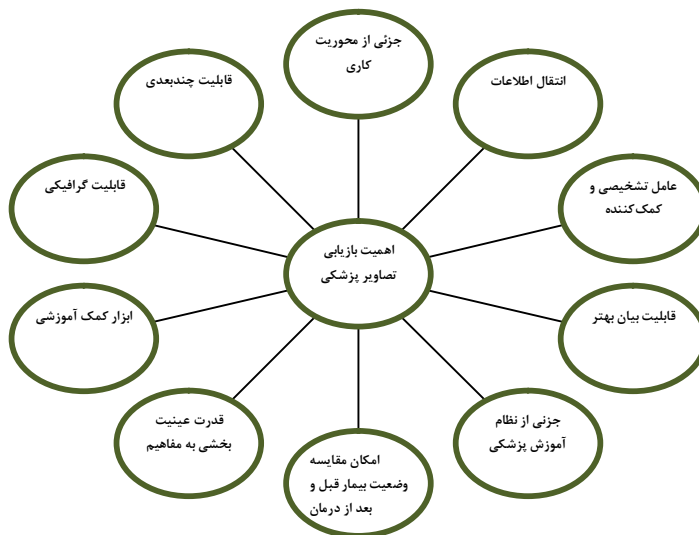 جزئی از محوریت
کاری
انتقال اطلاعات
عامل تشخیصی و
کمک‌کننده
قابلیت بیان بهتر
جزئی از نظام
آموزش پزشکی
امکان مقایسه
وضعیت بیمار قبل و
بعد از درمان
قدرت عینیت
بخشی به مفاهیم
ابزار کمک آموزشی
قابلیت گرافیکی
قابلیت چندبعدی
اهمیت بازیابی
تصاویر پزشکی